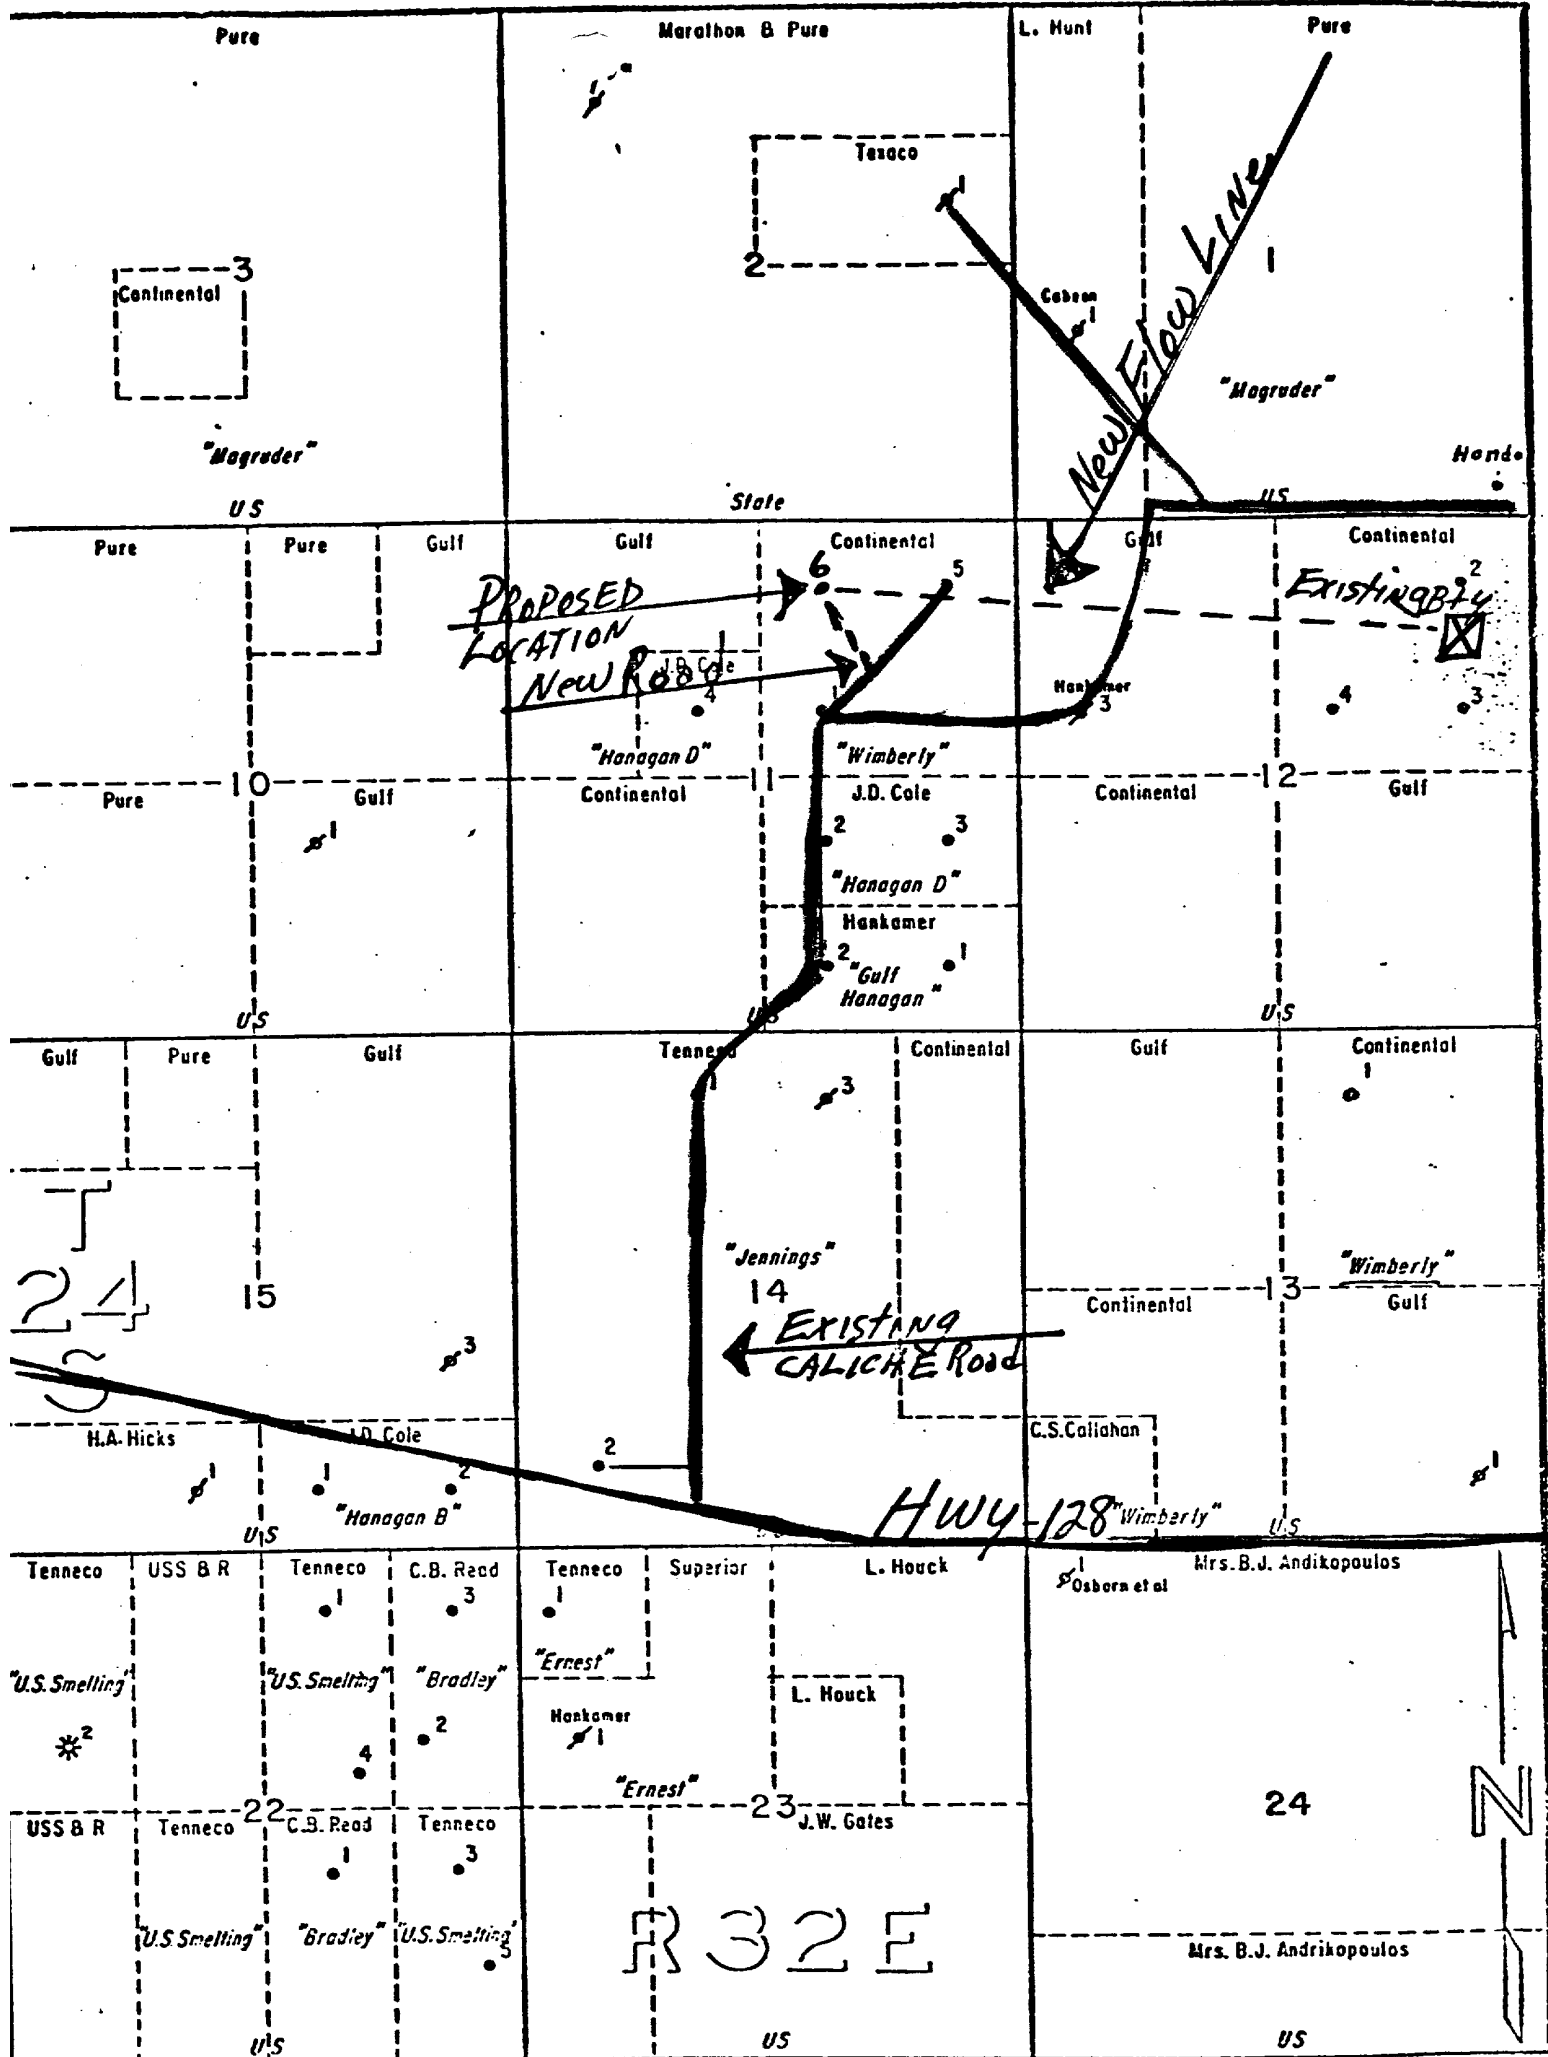 Pure
Marathon & Pure
L. Hunt
Pure
1
Texaco
1
3
Continental
2
1
Cabeen
1
New Flow LINE
"Magruder"
"Magruder"
Hondo
US
State
US
Pure
Pure
Gulf
Gulf
Continental
Gulf
Continental
6
5
2
PROPOSED
LOCATION
Existing Bty
J.D. Cole
New Road
4
1
Hankamer
3
4
3
"Hanagan D"
"Wimberly"
10
11
12
Pure
Gulf
Continental
J.D. Cole
Continental
Gulf
1
2
3
"Hanagan D"
Hankamer
2
"Gulf
Hanagan"
1
US
US
US
Gulf
Pure
Gulf
Tenneco
Continental
Gulf
Continental
1
3
1
T
24
S
15
"Jennings"
14
"Wimberly"
13
Continental
Gulf
EXISTING
CALICHE Road
3
H.A. Hicks
J.D. Cole
C.S. Callahan
1
1
2
2
1
"Hanagan B"
HWY-128
"Wimberly"
US
US
US
Tenneco
USS & R
Tenneco
C.B. Read
Tenneco
Superior
L. Houck
1
Osborn et al
Mrs. B.J. Andikopoulos
1
3
1
"U.S. Smelting"
"U.S. Smelting"
"Bradley"
"Ernest"
L. Houck
2
4
2
Hankamer
1
"Ernest"
22
23
24
N
USS & R
Tenneco
C.B. Read
Tenneco
J.W. Gates
1
3
"U.S. Smelting"
"Bradley"
"U.S. Smelting"
5
R 32 E
Mrs. B.J. Andrikopoulos
US
US
US